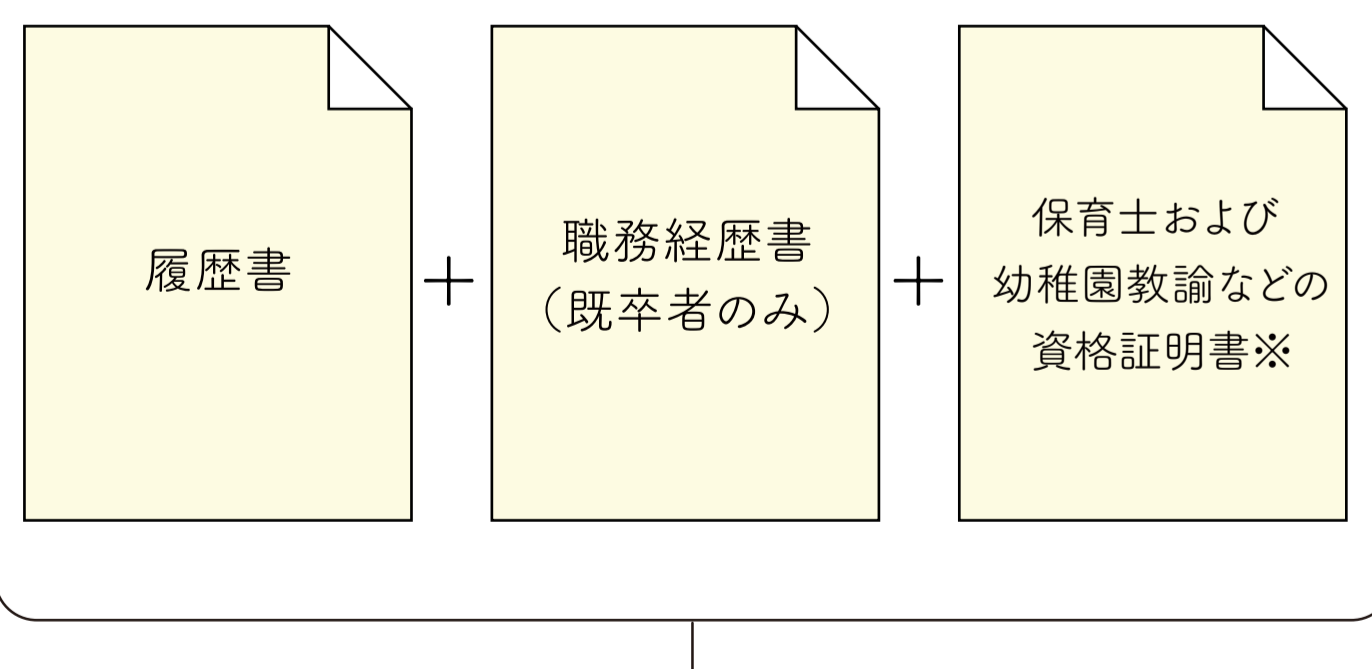 履歴書
＋
職務経歴書
（既卒者のみ）
＋
保育士および
幼稚園教諭などの
資格証明書※